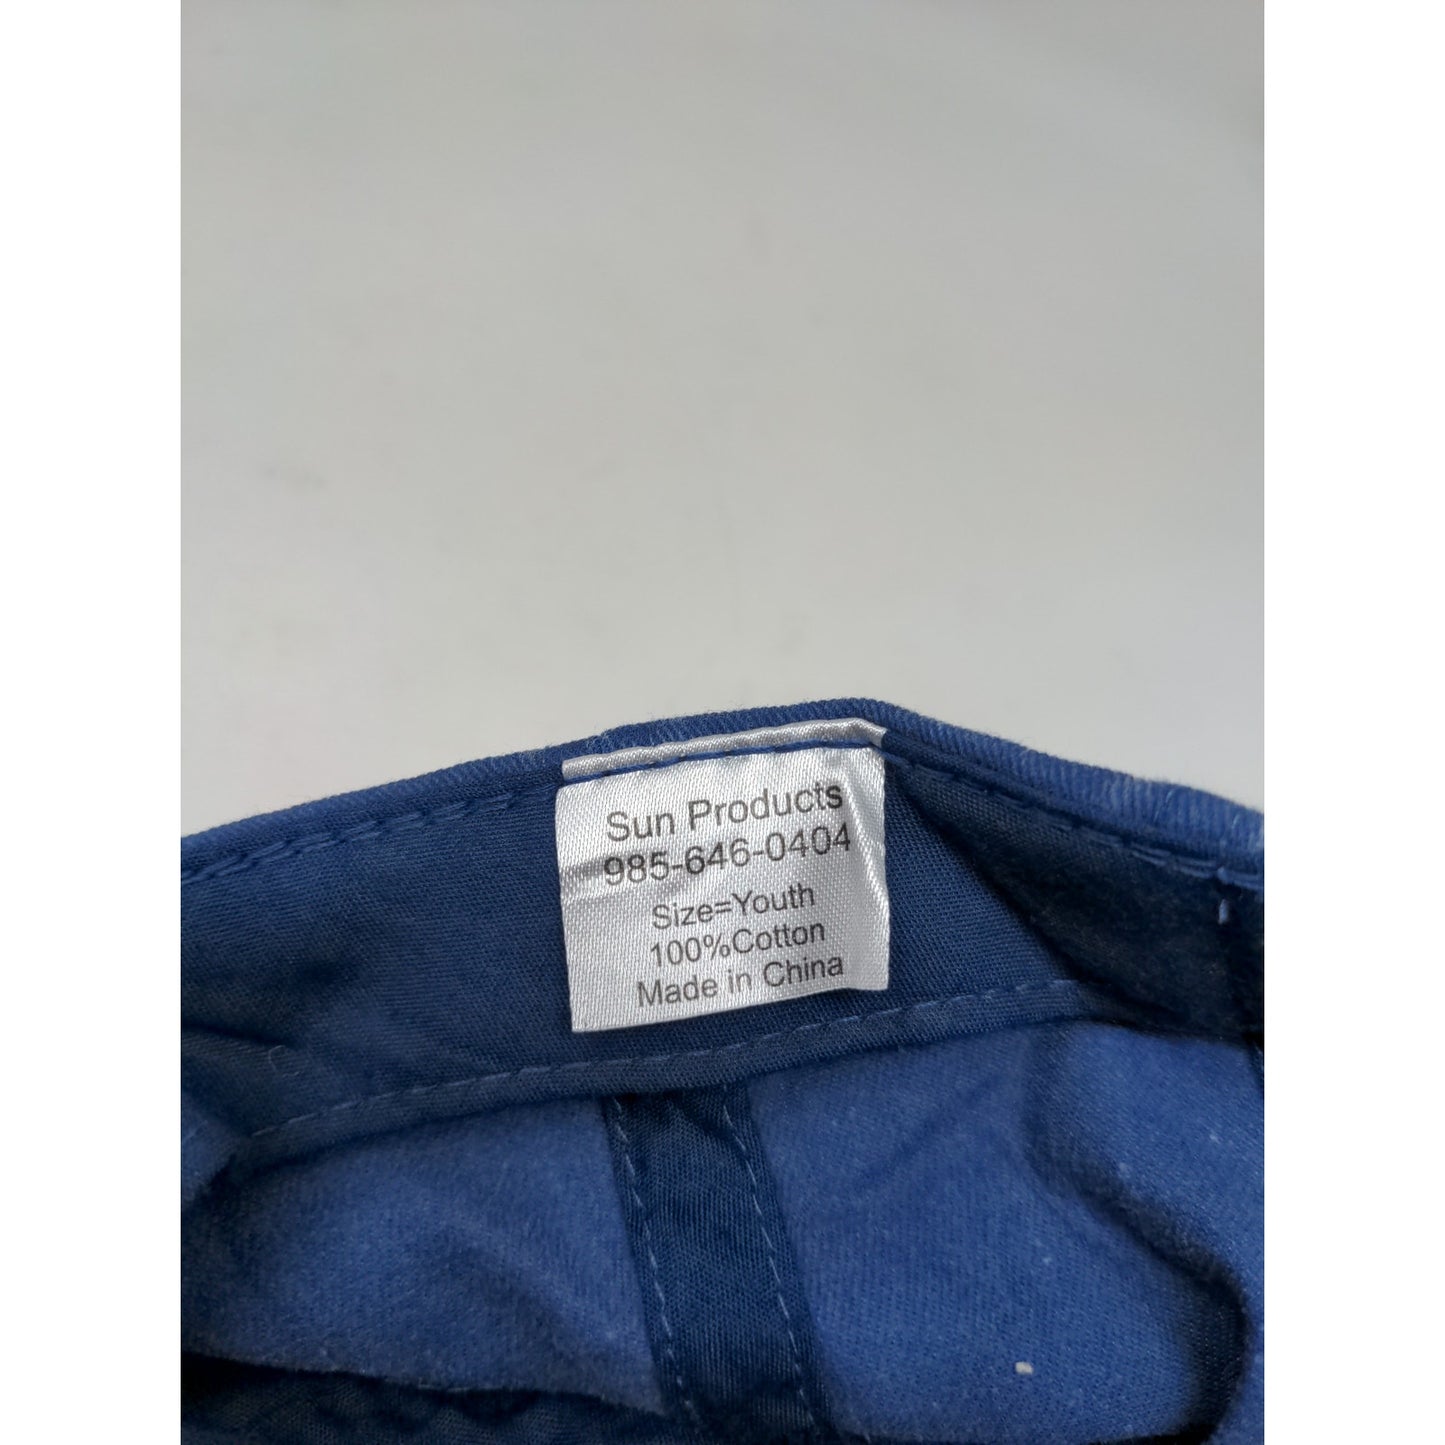 Sun Products
985-646-0404
Size=Youth
100%Cotton
Made in China